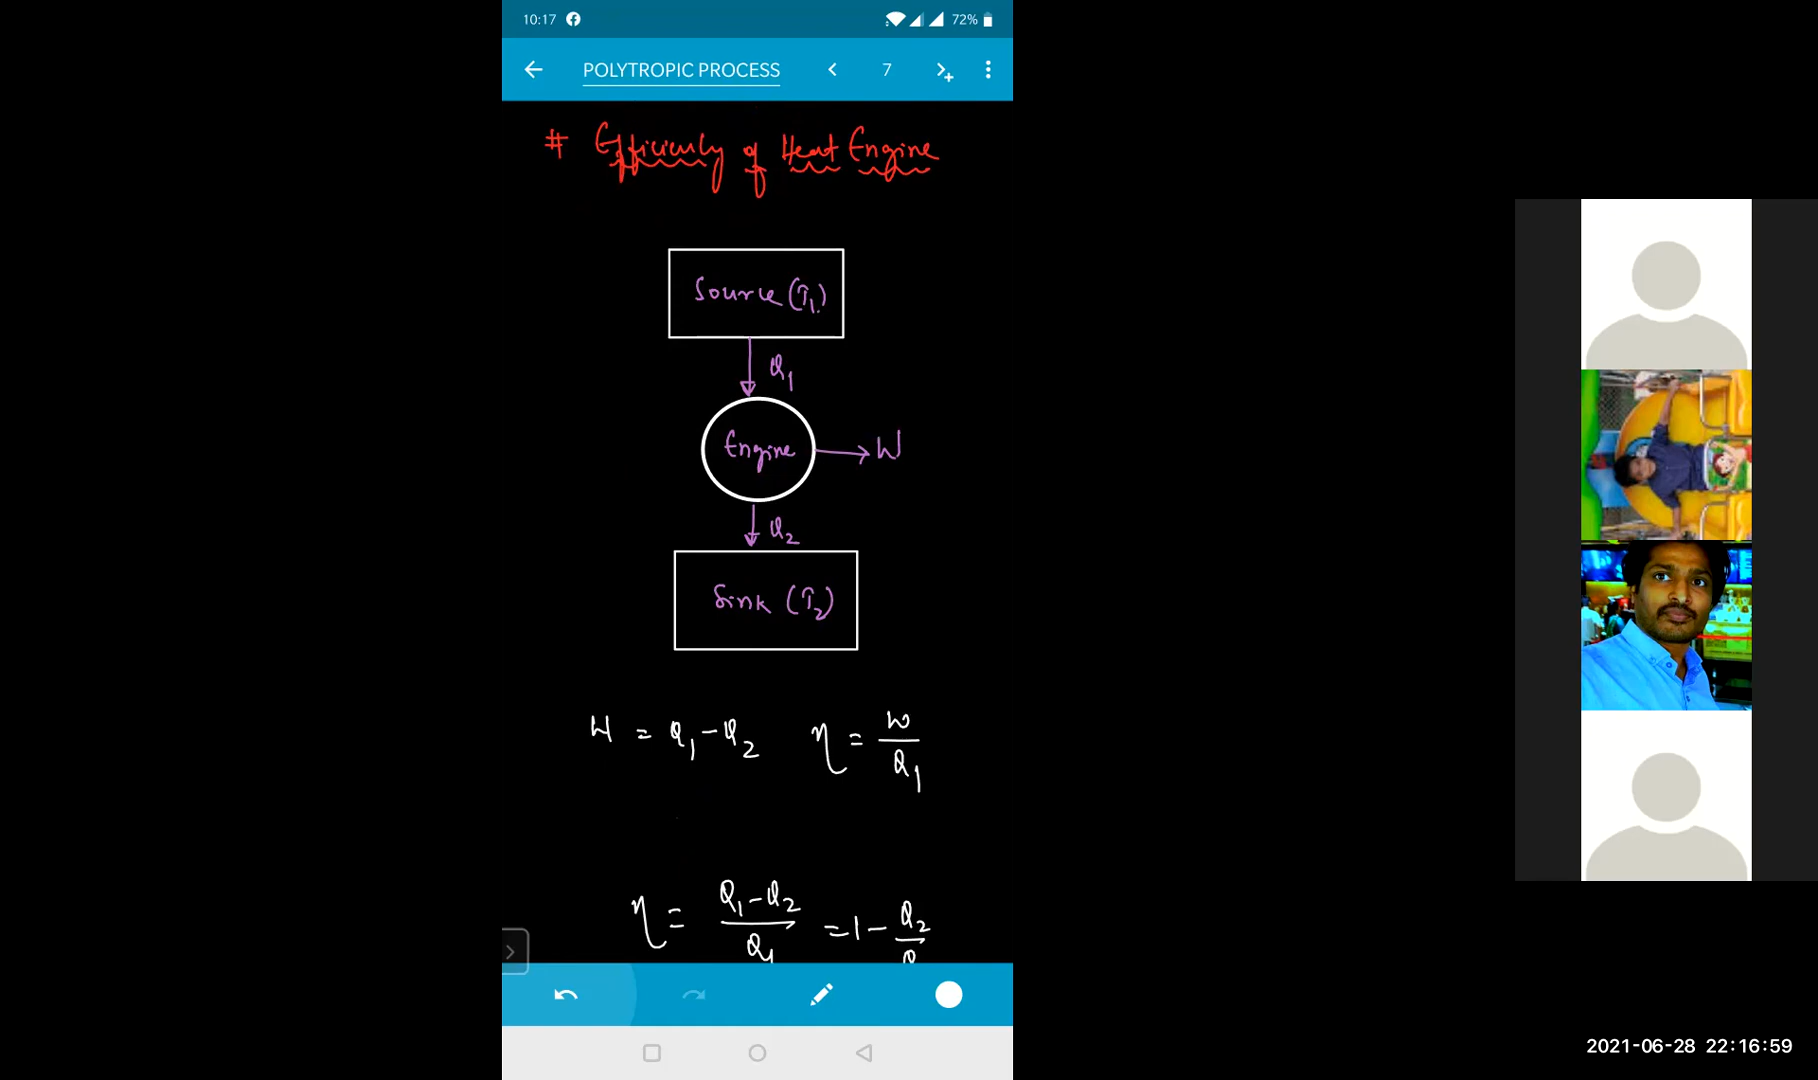 10:17 72%
POLYTROPIC PROCESS 7
# Efficiency of Heat Engine
Source (T₁)
Q₁
Engine → W
Q₂
Sink (T₂)
W = Q₁ - Q₂ η = W / Q₁
η = Q₁ - Q₂ / Q₁ = 1 - Q₂ / Q
2021-06-28 22:16:59